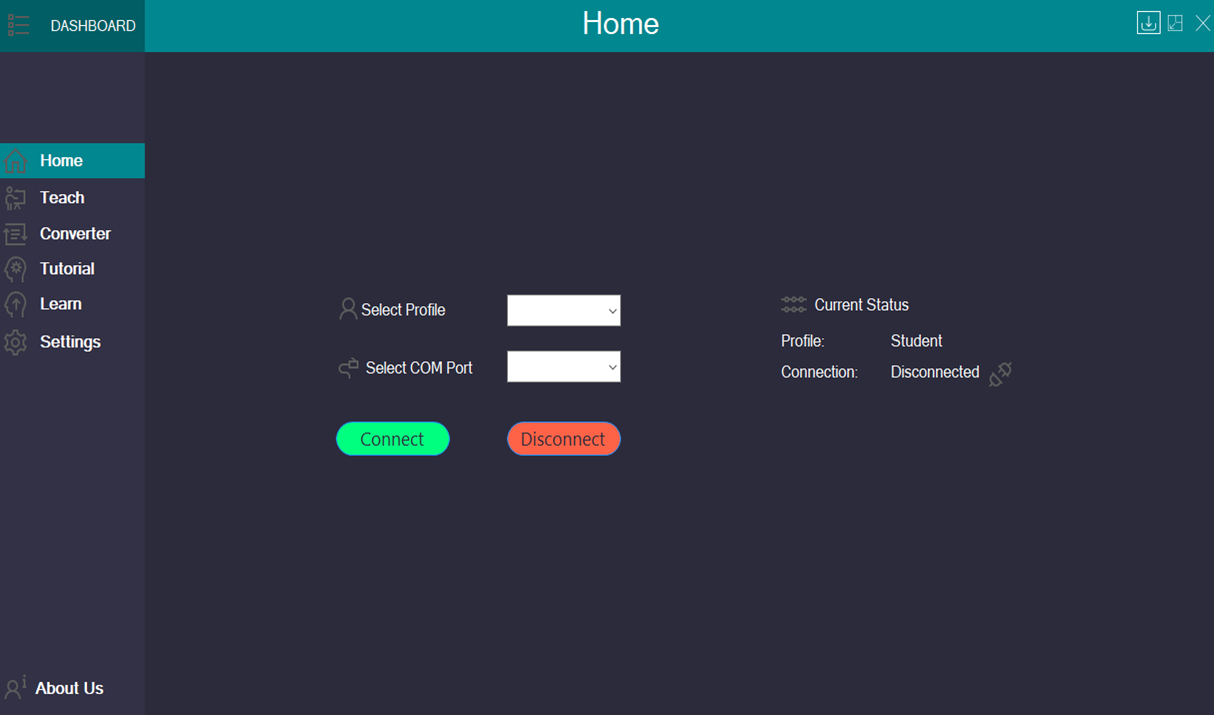 DASHBOARD
Home
Home
Teach
Converter
Tutorial
Learn
Settings
About Us
Select Profile
Select COM Port
Connect Disconnect
Current Status
Profile: Student
Connection: Disconnected